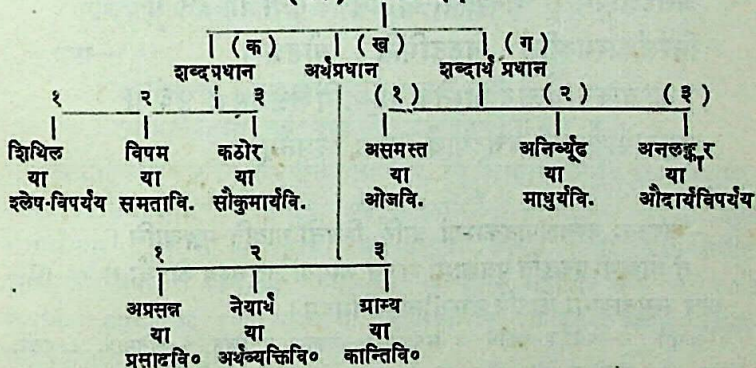 ( क ) ( ख ) ( ग )
शब्दप्रधान अर्थप्रधान शब्दार्थ प्रधान
१ २ ३ ( १ ) ( २ ) ( ३ )
शिथिल विषम कठोर असमस्त अनिर्व्यूढ अनलङ्कार
या या या या या या
श्लेष-विपर्यय समतावि. सौकुमार्यवि. ओजवि. माधुर्यवि. औदार्यविपर्यय
१ २ ३
अप्रसन्न नेयार्थ ग्राम्य
या या या
प्रसादवि० अर्थव्यक्तिवि० कान्तिवि०